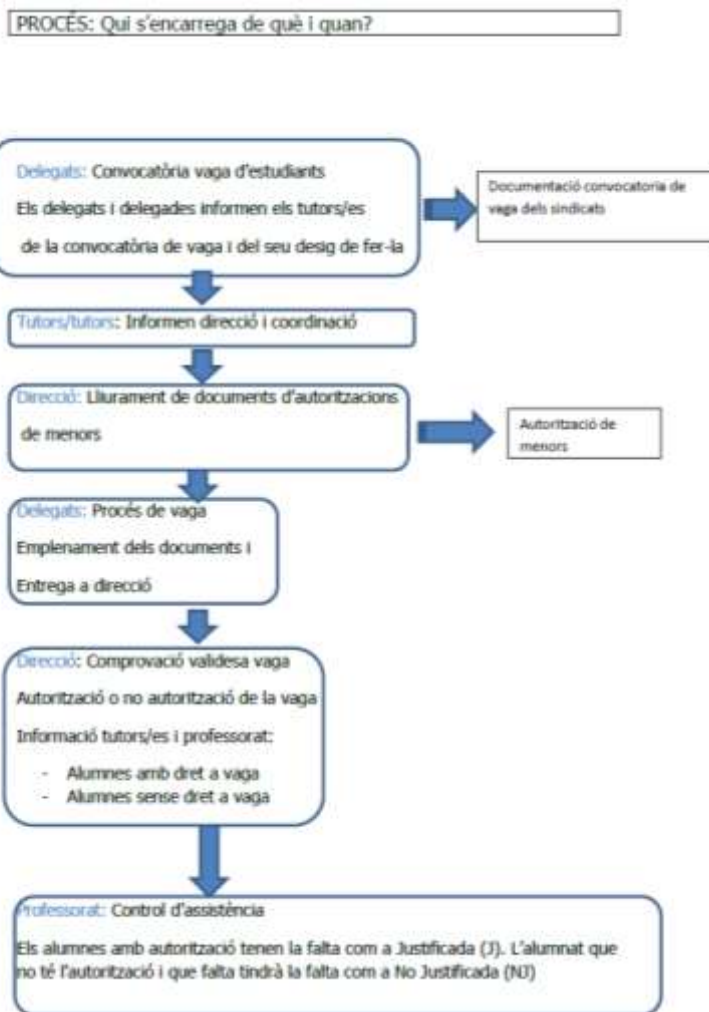 PROCÉS: Qui s'encarrega de què i quan?
Delegats: Convocatòria vaga d'estudiants
Els delegats i delegades informen els tutors/es
de la convocatòria de vaga i del seu desig de fer-la
Documentació convocatoria de
vaga dels sindicats
Tutors/tutors: Informen direcció i coordinació
Direcció: Lliurament de documents d'autoritzacions
de menors
Autorització de
menors
Delegats: Procés de vaga
Emplenament dels documents i
Entrega a direcció
Direcció: Comprovació validesa vaga
Autorització o no autorització de la vaga
Informació tutors/es i professorat:
- Alumnes amb dret a vaga
- Alumnes sense dret a vaga
Professorat: Control d'assistència
Els alumnes amb autorització tenen la falta com a Justificada (J). L'alumnat que
no té l'autorització i que falta tindrà la falta com a No Justificada (NJ)